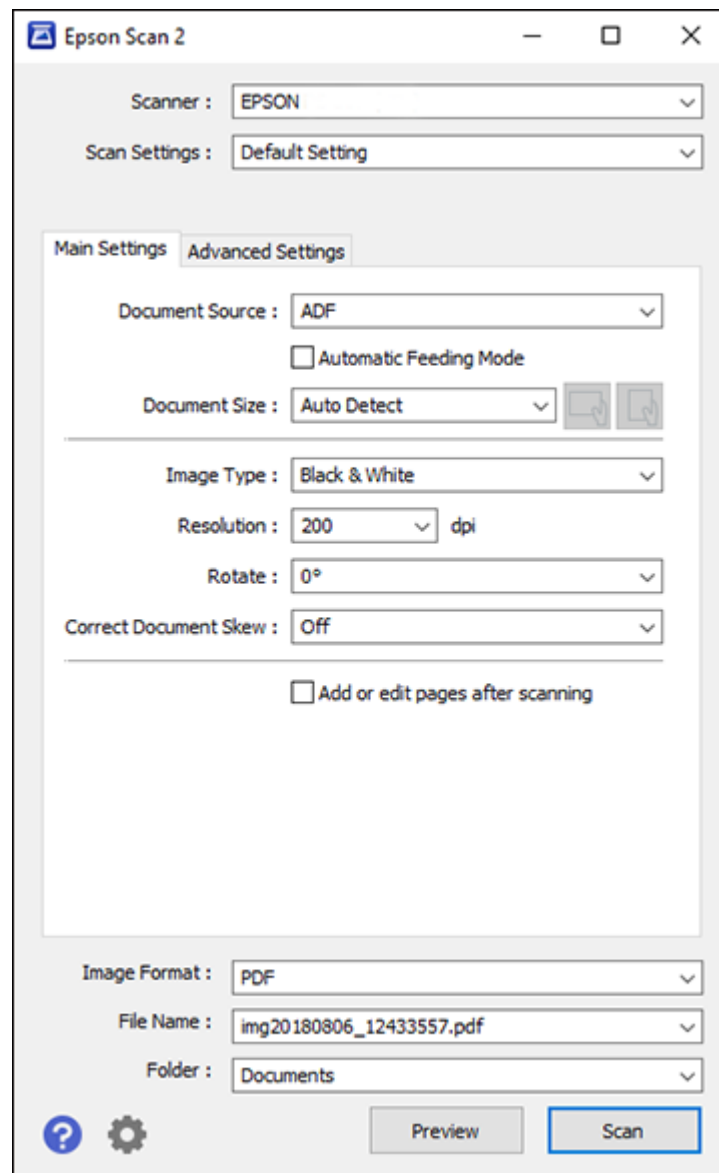 Epson Scan 2
Scanner : EPSON
Scan Settings : Default Setting
Main Settings Advanced Settings
Document Source : ADF
Automatic Feeding Mode
Document Size : Auto Detect
Image Type : Black & White
Resolution : 200 dpi
Rotate : 0°
Correct Document Skew : Off
Add or edit pages after scanning
Image Format : PDF
File Name : img20180806_12433557.pdf
Folder : Documents
? Preview Scan